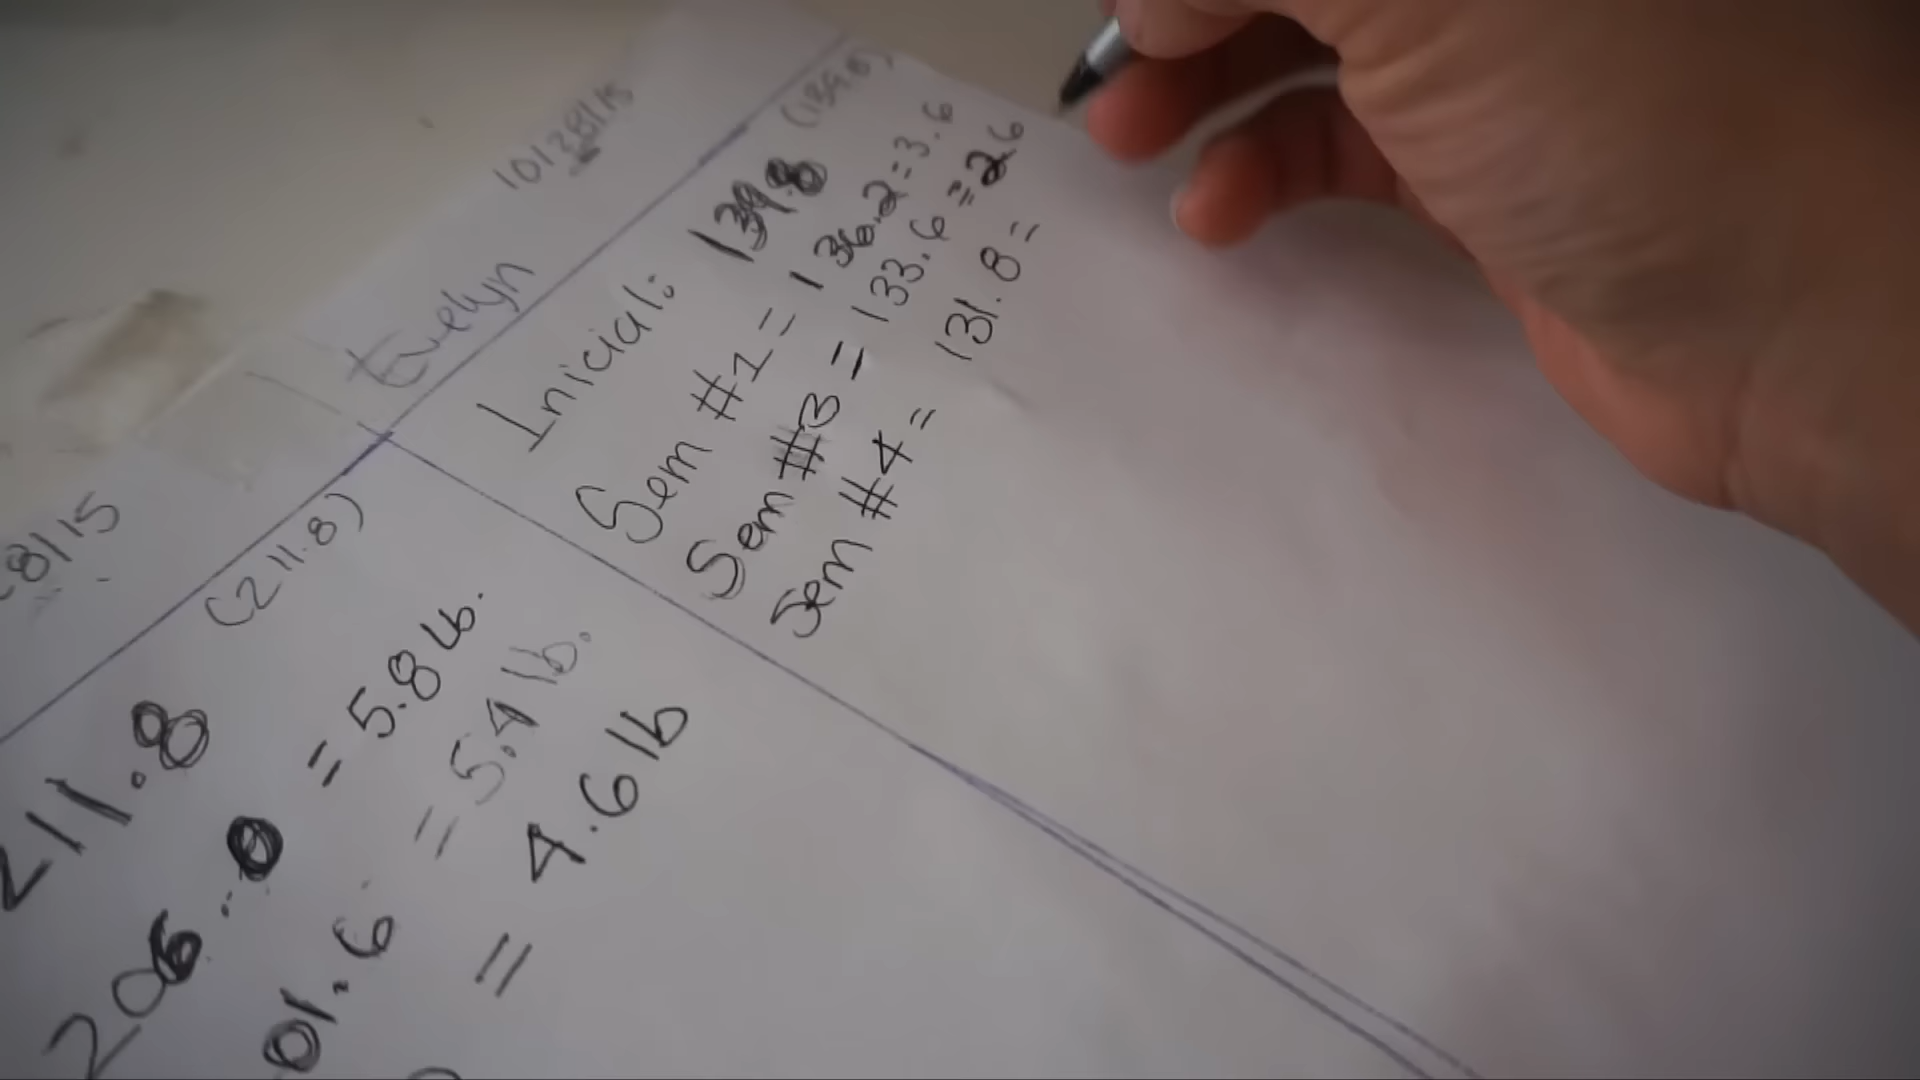 Evelyn 10/28/15
(139.8)
Inicial: 139.8
Sem #1 = 136.2 = 3.6
Sem #3 = 133.6 = 2.6
Sem #4 = 131.8 =
8/15
(211.8)
211.8
206.0 = 5.8 Lb.
01.6 = 5.4 lb.
= 4.6 lb